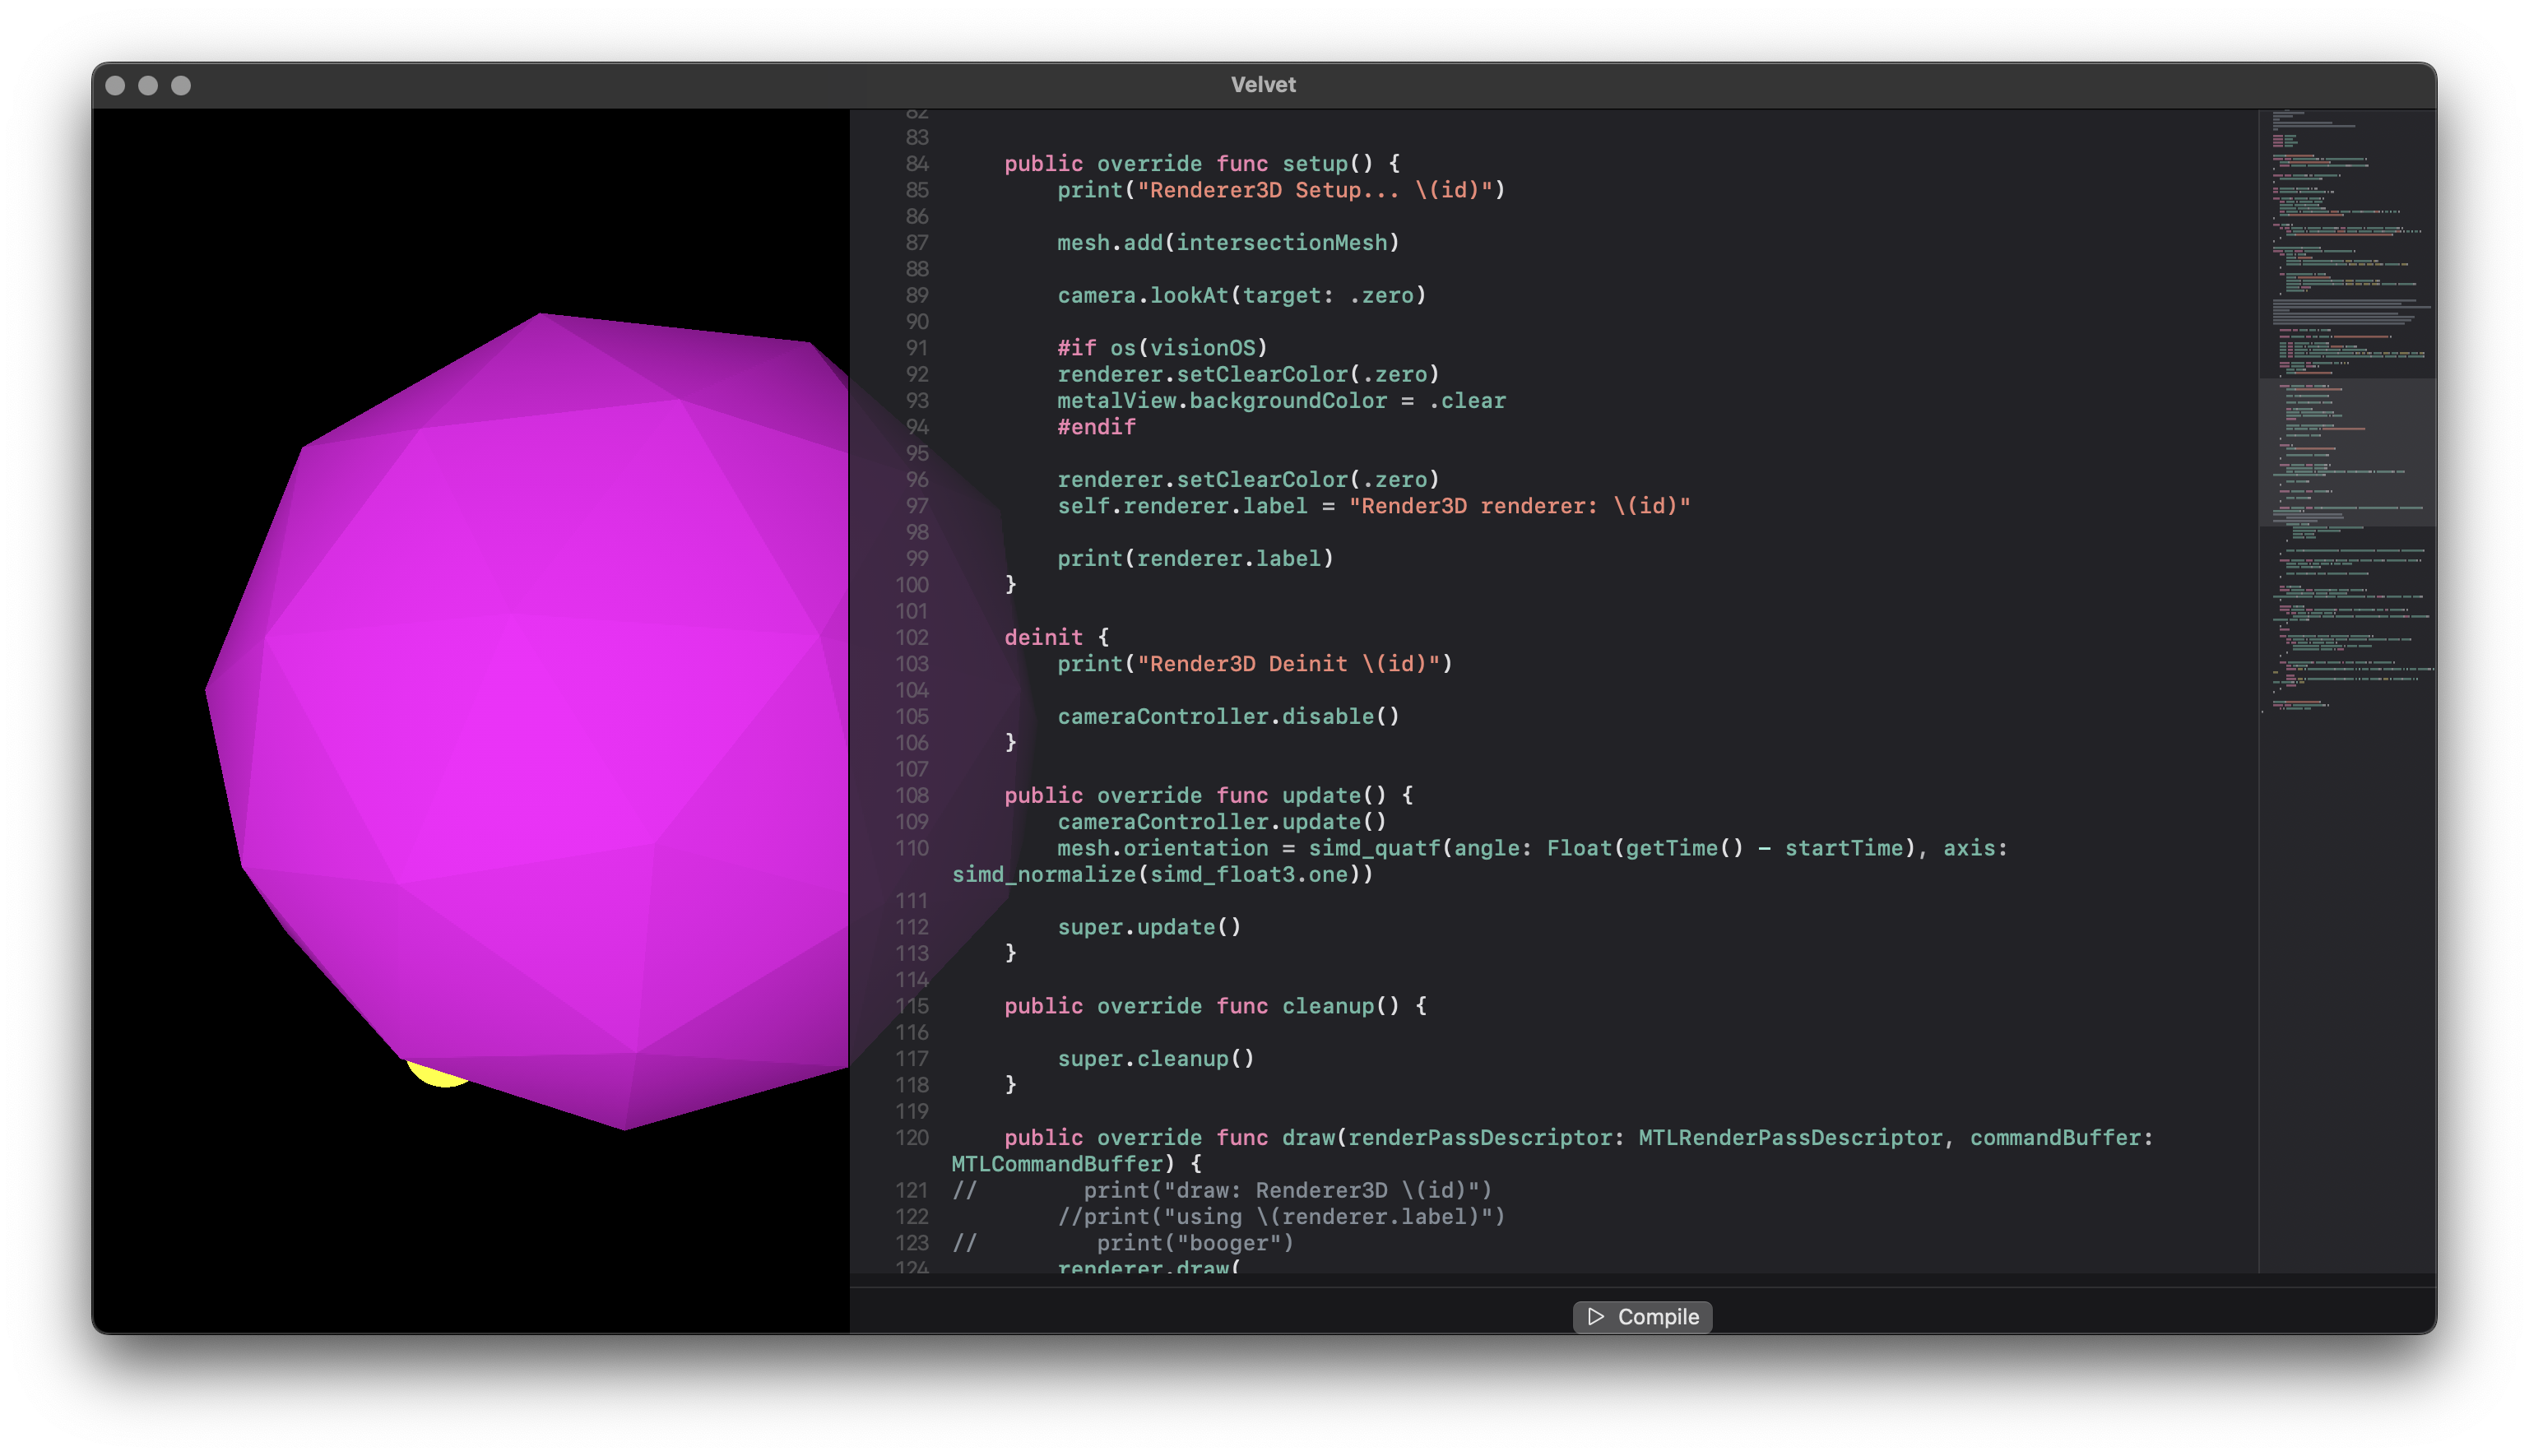 Velvet
82
83
84 public override func setup() {
85 print("Renderer3D Setup... \(id)")
86
87 mesh.add(intersectionMesh)
88
89 camera.lookAt(target: .zero)
90
91 #if os(visionOS)
92 renderer.setClearColor(.zero)
93 metalView.backgroundColor = .clear
94 #endif
95
96 renderer.setClearColor(.zero)
97 self.renderer.label = "Render3D renderer: \(id)"
98
99 print(renderer.label)
100 }
101
102 deinit {
103 print("Render3D Deinit \(id)")
104
105 cameraController.disable()
106 }
107
108 public override func update() {
109 cameraController.update()
110 mesh.orientation = simd_quatf(angle: Float(getTime() - startTime), axis:
simd_normalize(simd_float3.one))
111
112 super.update()
113 }
114
115 public override func cleanup() {
116
117 super.cleanup()
118 }
119
120 public override func draw(renderPassDescriptor: MTLRenderPassDescriptor, commandBuffer:
MTLCommandBuffer) {
121 // print("draw: Renderer3D \(id)")
122 //print("using \(renderer.label)")
123 // print("booger")
124 renderer.draw(
Compile